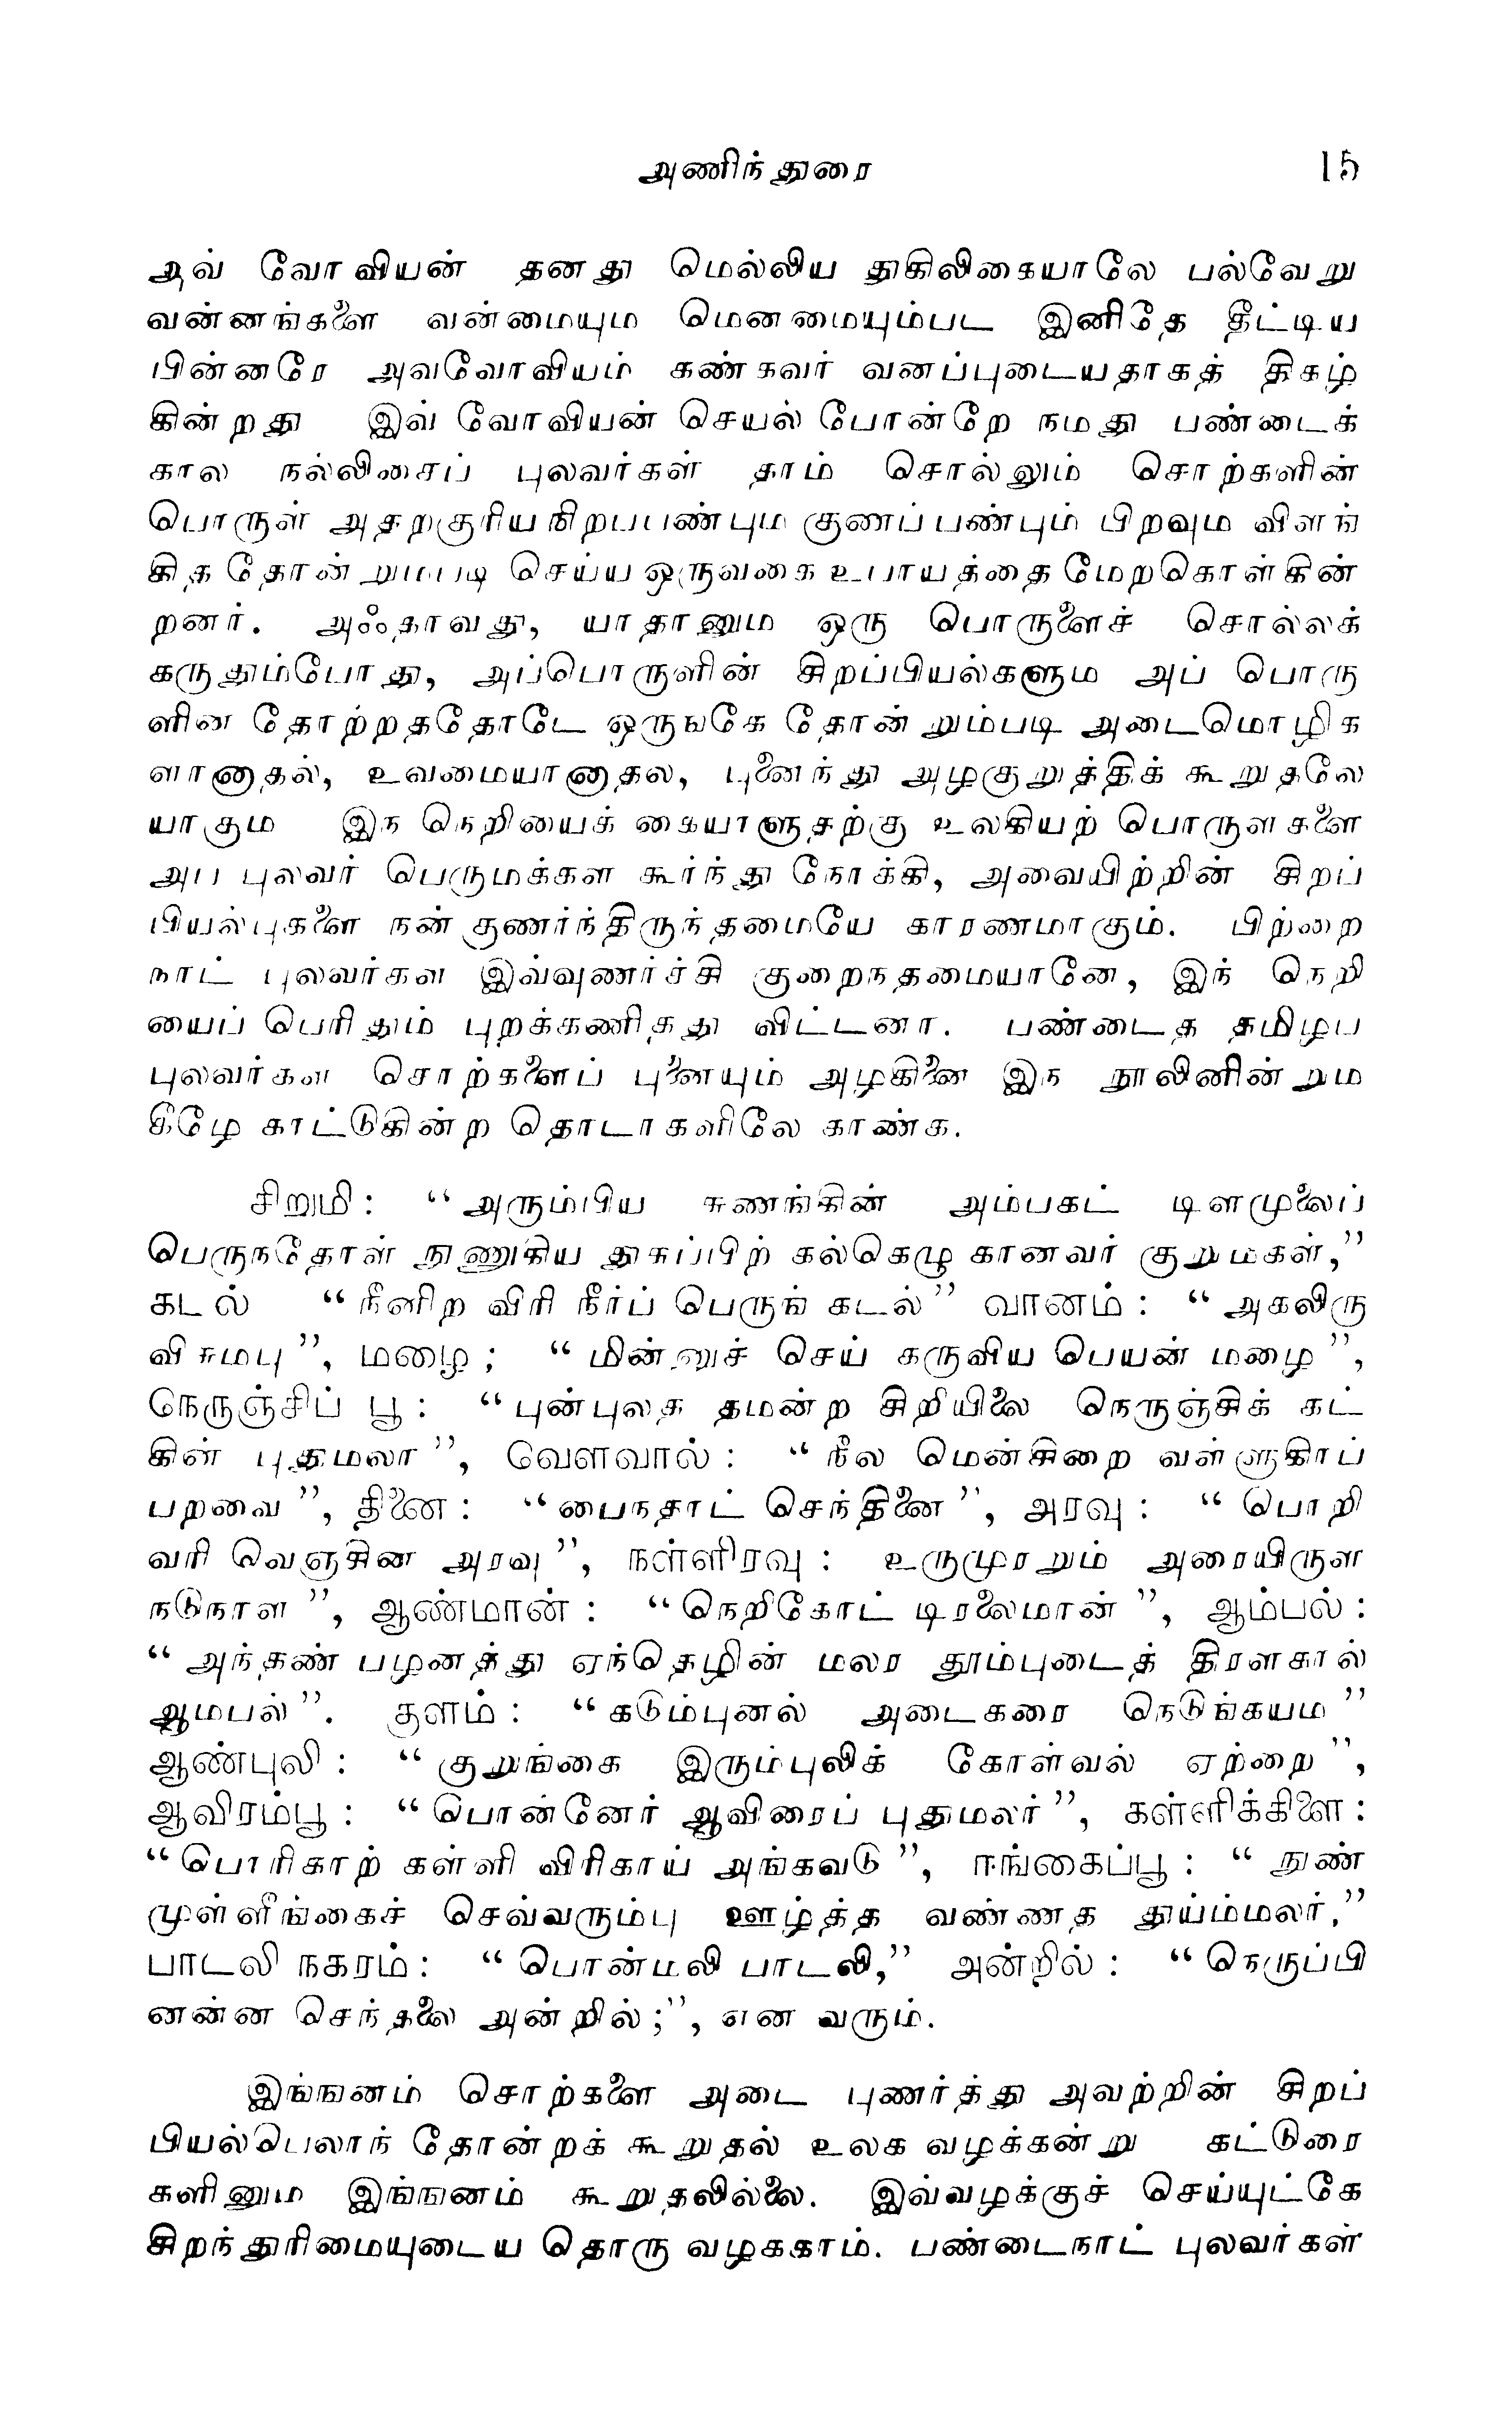 அணிந்துரை 15
அவ் வோவியன் தனது மெல்லிய துகிலிகையாலே பல்வேறு
வண்ணங்களை வன்மையும் மென்மையும்பட இனிதே தீட்டிய
பின்னரே அவ்வோவியம் கண்கவர் வனப்புடையதாகத் திகழ்
கின்றது இவ் வோவியன் செயல் போன்றே நமது பண்டைக்
கால நல்லிசைப் புலவர்கள் தாம் சொல்லும் சொற்களின்
பொருள் அதற்குரிய நிறப்பண்பும் குணப் பண்பும் பிறவும் விளங்
கித் தோன்றும்படி செய்ய ஒருவகை உபாயத்தை மேற்கொள்கின்
றனர். அஃதாவது, யாதானும் ஒரு பொருளைச் சொல்லக்
கருதும்போது, அப்பொருளின் சிறப்பியல்களும் அப் பொரு
ளின் தோற்றத்தோடே ஒருங்கே தோன்றும்படி அடைமொழிக
ளானாதல், உவமையானாதல், புனைந்து அழகுறுத்திக் கூறுதலே
யாகும் இந் நெறியைக் கையாளுதற்கு உலகியற் பொருள்களை
அப் புலவர் பெருமக்கள் கூர்ந்து நோக்கி, அவையிற்றின் சிறப்
பியல்புகளை நன்குணர்ந்திருந்தமையே காரணமாகும். பிற்றை
நாட் புலவர்கள் இவ்வுணர்ச்சி குறைந்தமையானே, இந் நெறி
யைப் பெரிதும் புறக்கணித்து விட்டனர். பண்டைத் தமிழ்ப்
புலவர்கள் சொற்களைப் புனையும் அழகினை இந் நூலினின்றும்
கீழே காட்டுகின்ற தொடர்களிலே காண்க.
சிறுமி: “அரும்பிய சுணங்கின் அம்பகட் டிளமுலைப்
பெருந்தோள் நுணுகிய நுசுப்பிற் கல்கெழு கானவர் குறுமகள்,”
கடல் “நீனிற விரி நீர்ப் பெருங் கடல்” வானம்: “அகலிரு
விசும்பு”, மழை; “மின்னுச் செய் கருவிய பெயன் மழை”,
நெருஞ்சிப் பூ: “புன்புலத் தமன்ற சிறியிலை நெருஞ்சிக் கட்
கின் புதுமலர்”, வௌவால்: “நீல மென்சிறை வள்ளுகிர்ப்
பறவை”, தினை: “பைந்தாட் செந்தினை”, அரவு: “பொறி
வரி வெஞ்சின அரவு”, நள்ளிரவு: உருமுரறும் அரையிருள்
நடுநாள்”, ஆண்மான்: “நெறிகோட் டிரலைமான்”, ஆம்பல்:
“அந்தண் பழனத்து ஏந்தெழின் மலர தூம்புடைத் திரள்கால்
ஆம்பல்”. குளம்: “கடும்புனல் அடைகரை நெடுங்கயம்”
ஆண்புலி: “குறுங்கை இரும்புலிக் கோள்வல் ஏற்றை”,
ஆவிரம்பூ: “பொன்னேர் ஆவிரைப் புதுமலர்”, கள்ளிக்கிளை:
“பொரிகாற் கள்ளி விரிகாய் அங்கவடு”, ஈங்கைப்பூ: “நுண்
முள்ளீங்கைச் செவ்வரும்பு ஊழ்த்த வண்ணத் துய்ம்மலர்,”
பாடலி நகரம்: “பொன்மலி பாடலி,” அன்றில்: “நெருப்பி
னன்ன செந்தலை அன்றில்;”, என வரும்.
இங்ஙனம் சொற்களை அடை புணர்த்து அவற்றின் சிறப்
பியல்பெலாந் தோன்றக் கூறுதல் உலக வழக்கன்று கட்டுரை
களினும் இங்ஙனம் கூறுதலில்லை. இவ்வழக்குச் செய்யுட்கே
சிறந்துரிமையுடைய தொரு வழக்காம். பண்டைநாட் புலவர்கள்